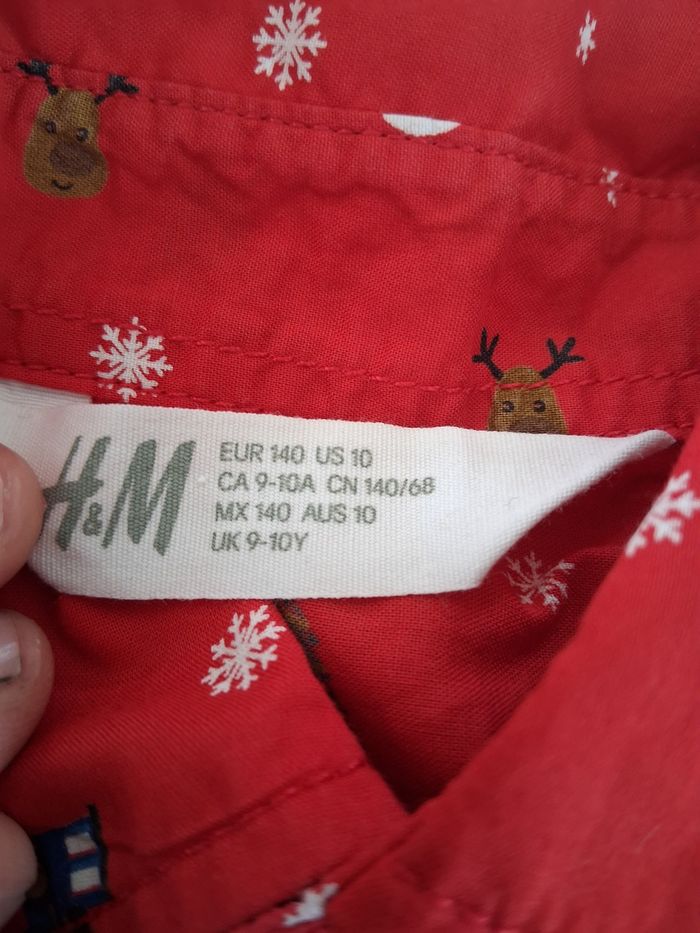 H&M
EUR 140 US 10
CA 9-10A CN 140/68
MX 140 AUS 10
UK 9-10Y